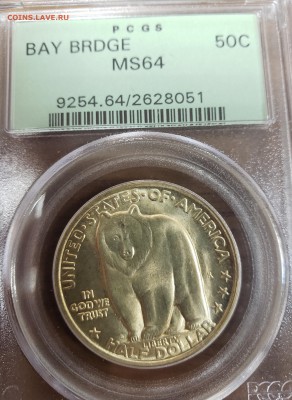 COINS.LAVE.RU
PCGS
BAY BRDGE 50C
MS64
9254.64/2628051
UNITED·STATES·OF·AMERICA
IN
GOD WE
TRUST
HALF DOLLAR
PCGS